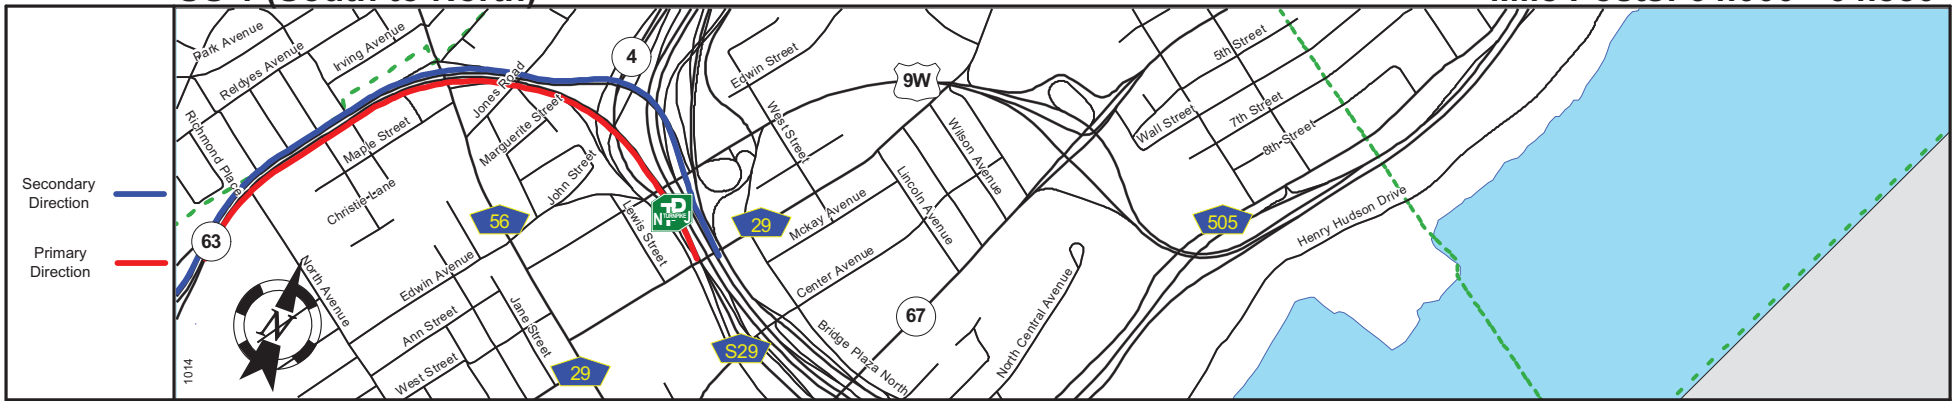 Secondary
Direction
Primary
Direction
Park Avenue
Reldyes Avenue
Irving Avenue
Richmond Place
Maple Street
Christie Lane
Jones Road
Marguerite Street
John Street
Lewis Street
4
63
56
N TP J
TURNPIKE
29
S29
29
9W
67
505
Edwin Street
West Street
Mckay Avenue
Center Avenue
Lincoln Avenue
Wilson Avenue
Wall Street
5th Street
7th Street
8th Street
Henry Hudson Drive
North Central Avenue
Bridge Plaza North
North Avenue
Edwin Avenue
Ann Street
West Street
Jane Street
N
1014